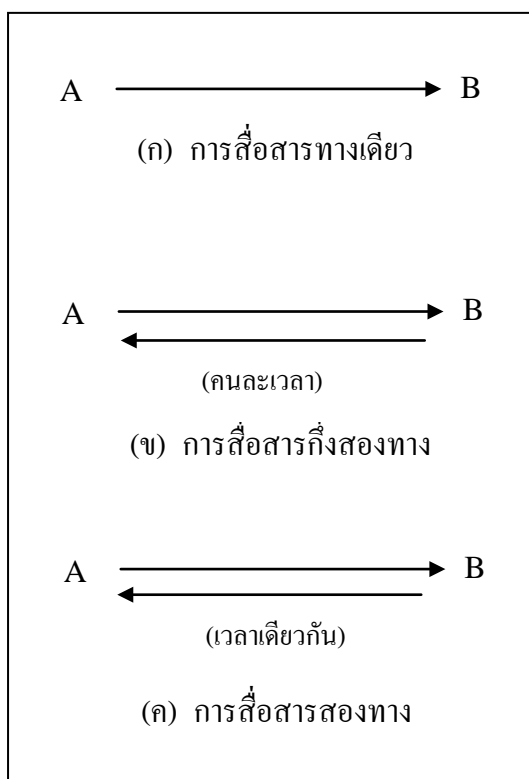 A B
(ก) การสื่อสารทางเดียว
A B
(คนละเวลา)
(ข) การสื่อสารกึ่งสองทาง
A B
(เวลาเดียวกัน)
(ค) การสื่อสารสองทาง